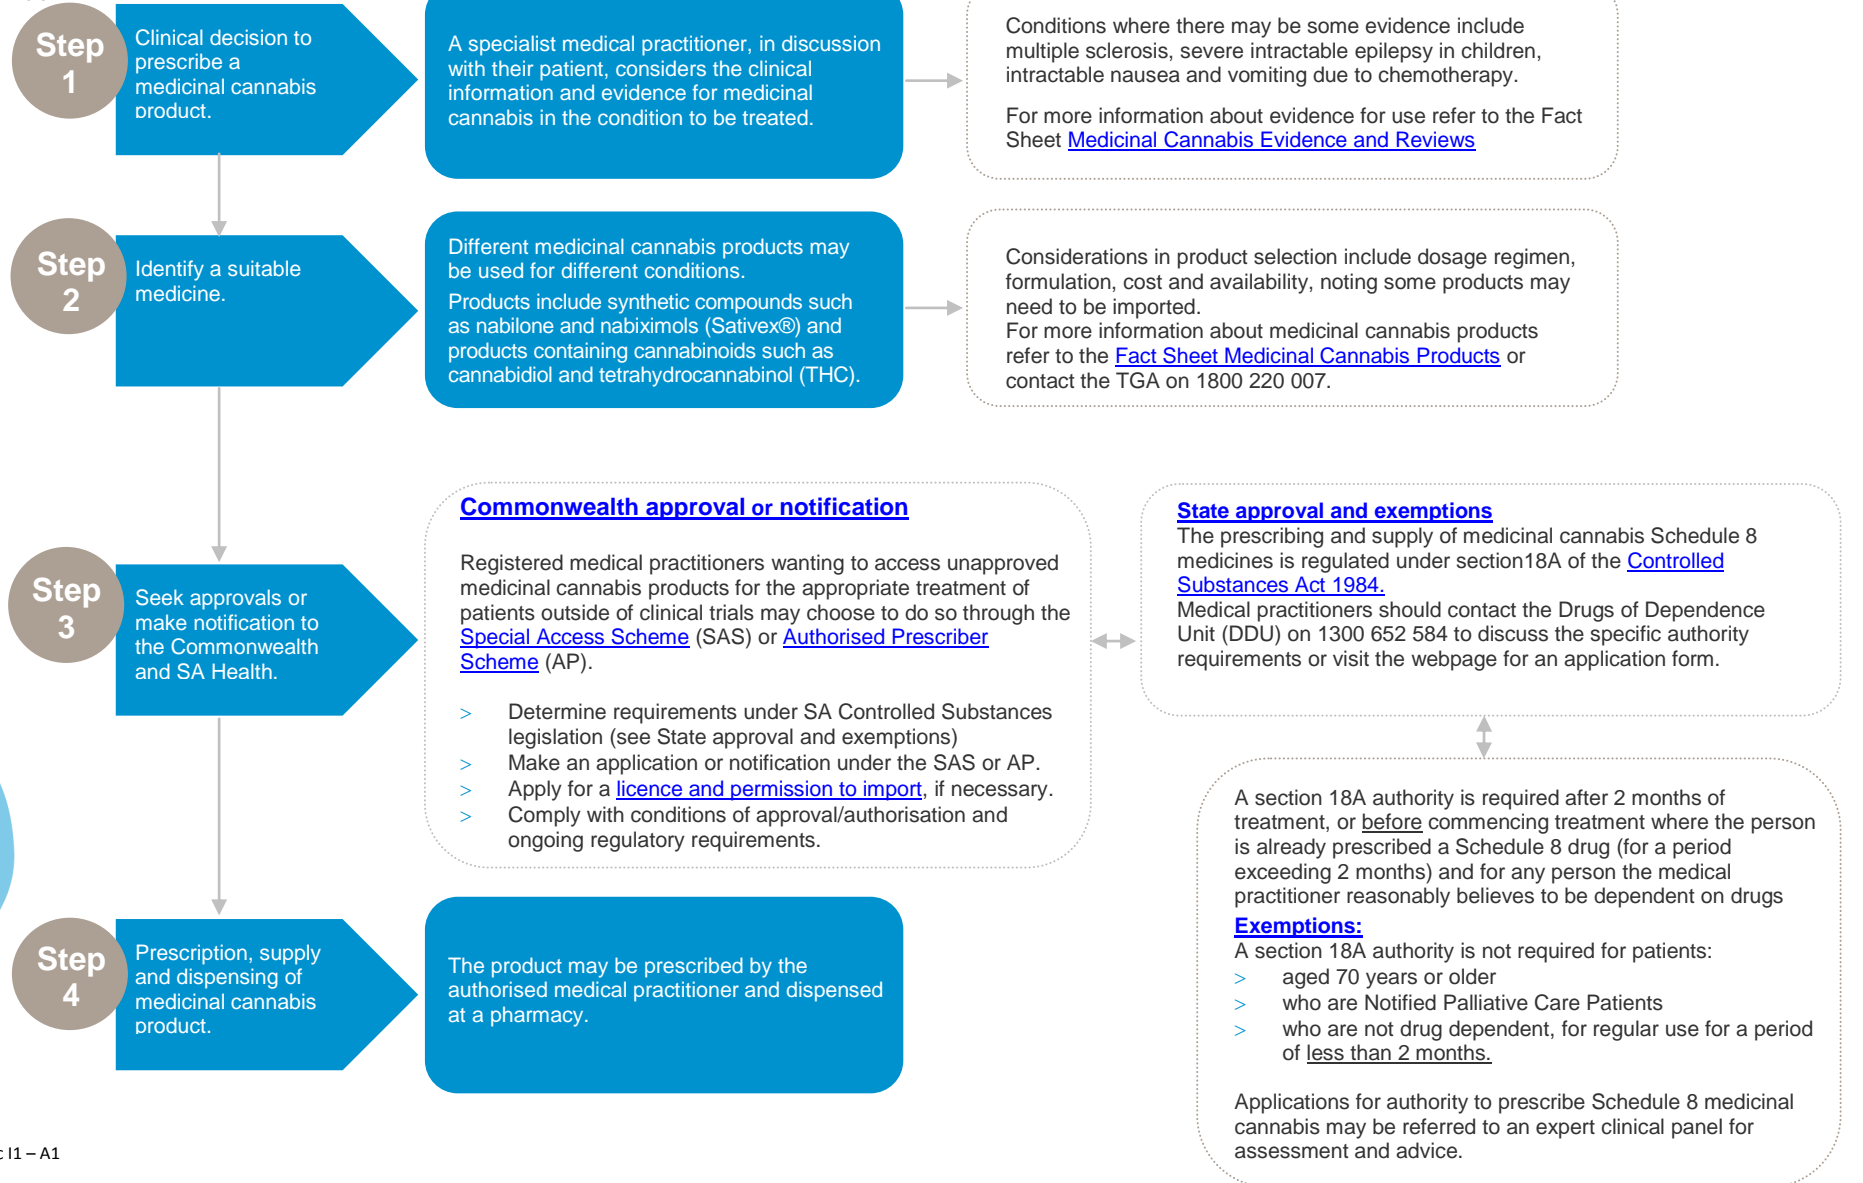 Step
1
Clinical decision to
prescribe a
medicinal cannabis
product.
A specialist medical practitioner, in discussion
with their patient, considers the clinical
information and evidence for medicinal
cannabis in the condition to be treated.
Conditions where there may be some evidence include
multiple sclerosis, severe intractable epilepsy in children,
intractable nausea and vomiting due to chemotherapy.
For more information about evidence for use refer to the Fact
Sheet Medicinal Cannabis Evidence and Reviews
Step
2
Identify a suitable
medicine.
Different medicinal cannabis products may
be used for different conditions.
Products include synthetic compounds such
as nabilone and nabiximols (Sativex®) and
products containing cannabinoids such as
cannabidiol and tetrahydrocannabinol (THC).
Considerations in product selection include dosage regimen,
formulation, cost and availability, noting some products may
need to be imported.
For more information about medicinal cannabis products
refer to the Fact Sheet Medicinal Cannabis Products or
contact the TGA on 1800 220 007.
Step
3
Seek approvals or
make notification to
the Commonwealth
and SA Health.
Commonwealth approval or notification
Registered medical practitioners wanting to access unapproved
medicinal cannabis products for the appropriate treatment of
patients outside of clinical trials may choose to do so through the
Special Access Scheme (SAS) or Authorised Prescriber
Scheme (AP).
> Determine requirements under SA Controlled Substances
legislation (see State approval and exemptions)
> Make an application or notification under the SAS or AP.
> Apply for a licence and permission to import, if necessary.
> Comply with conditions of approval/authorisation and
ongoing regulatory requirements.
State approval and exemptions
The prescribing and supply of medicinal cannabis Schedule 8
medicines is regulated under section18A of the Controlled
Substances Act 1984.
Medical practitioners should contact the Drugs of Dependence
Unit (DDU) on 1300 652 584 to discuss the specific authority
requirements or visit the webpage for an application form.
A section 18A authority is required after 2 months of
treatment, or before commencing treatment where the person
is already prescribed a Schedule 8 drug (for a period
exceeding 2 months) and for any person the medical
practitioner reasonably believes to be dependent on drugs
Exemptions:
A section 18A authority is not required for patients:
> aged 70 years or older
> who are Notified Palliative Care Patients
> who are not drug dependent, for regular use for a period
of less than 2 months.
Applications for authority to prescribe Schedule 8 medicinal
cannabis may be referred to an expert clinical panel for
assessment and advice.
Step
4
Prescription, supply
and dispensing of
medicinal cannabis
product.
The product may be prescribed by the
authorised medical practitioner and dispensed
at a pharmacy.
I1 – A1